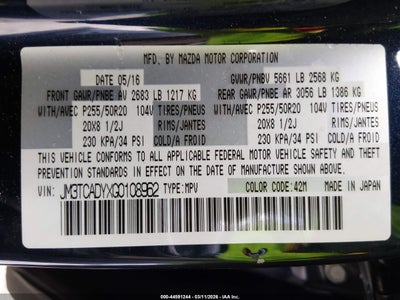 MFD. BY MAZDA MOTOR CORPORATION
DATE 05/16 GVWR/PNBV 5661 LB 2568 KG
FRONT GAWR/PNBE AV 2683 LB 1217 KG REAR GAWR/PNBE AR 3056 LB 1386 KG
WITH/AVEC P255/50R20 104V TIRES/PNEUS WITH/AVEC P255/50R20 104V TIRES/PNEUS
20X8 1/2J RIMS/JANTES 20X8 1/2J RIMS/JANTES
230 KPA/34 PSI COLD/A FROID 230 KPA/34 PSI COLD/A FROID
THIS VEHICLE CONFORMS TO ALL APPLICABLE FEDERAL MOTOR VEHICLE SAFETY
AND THEFT PREVENTION STANDARDS IN EFFECT ON THE
DATE OF MANUFACTURE SHOWN ABOVE.
VIN: JM3TCADYXG0108962 TYPE:MPV COLOR CODE:42M MADE IN JAPAN
000-44591244 - 03/11/2026 - IAA Inc.